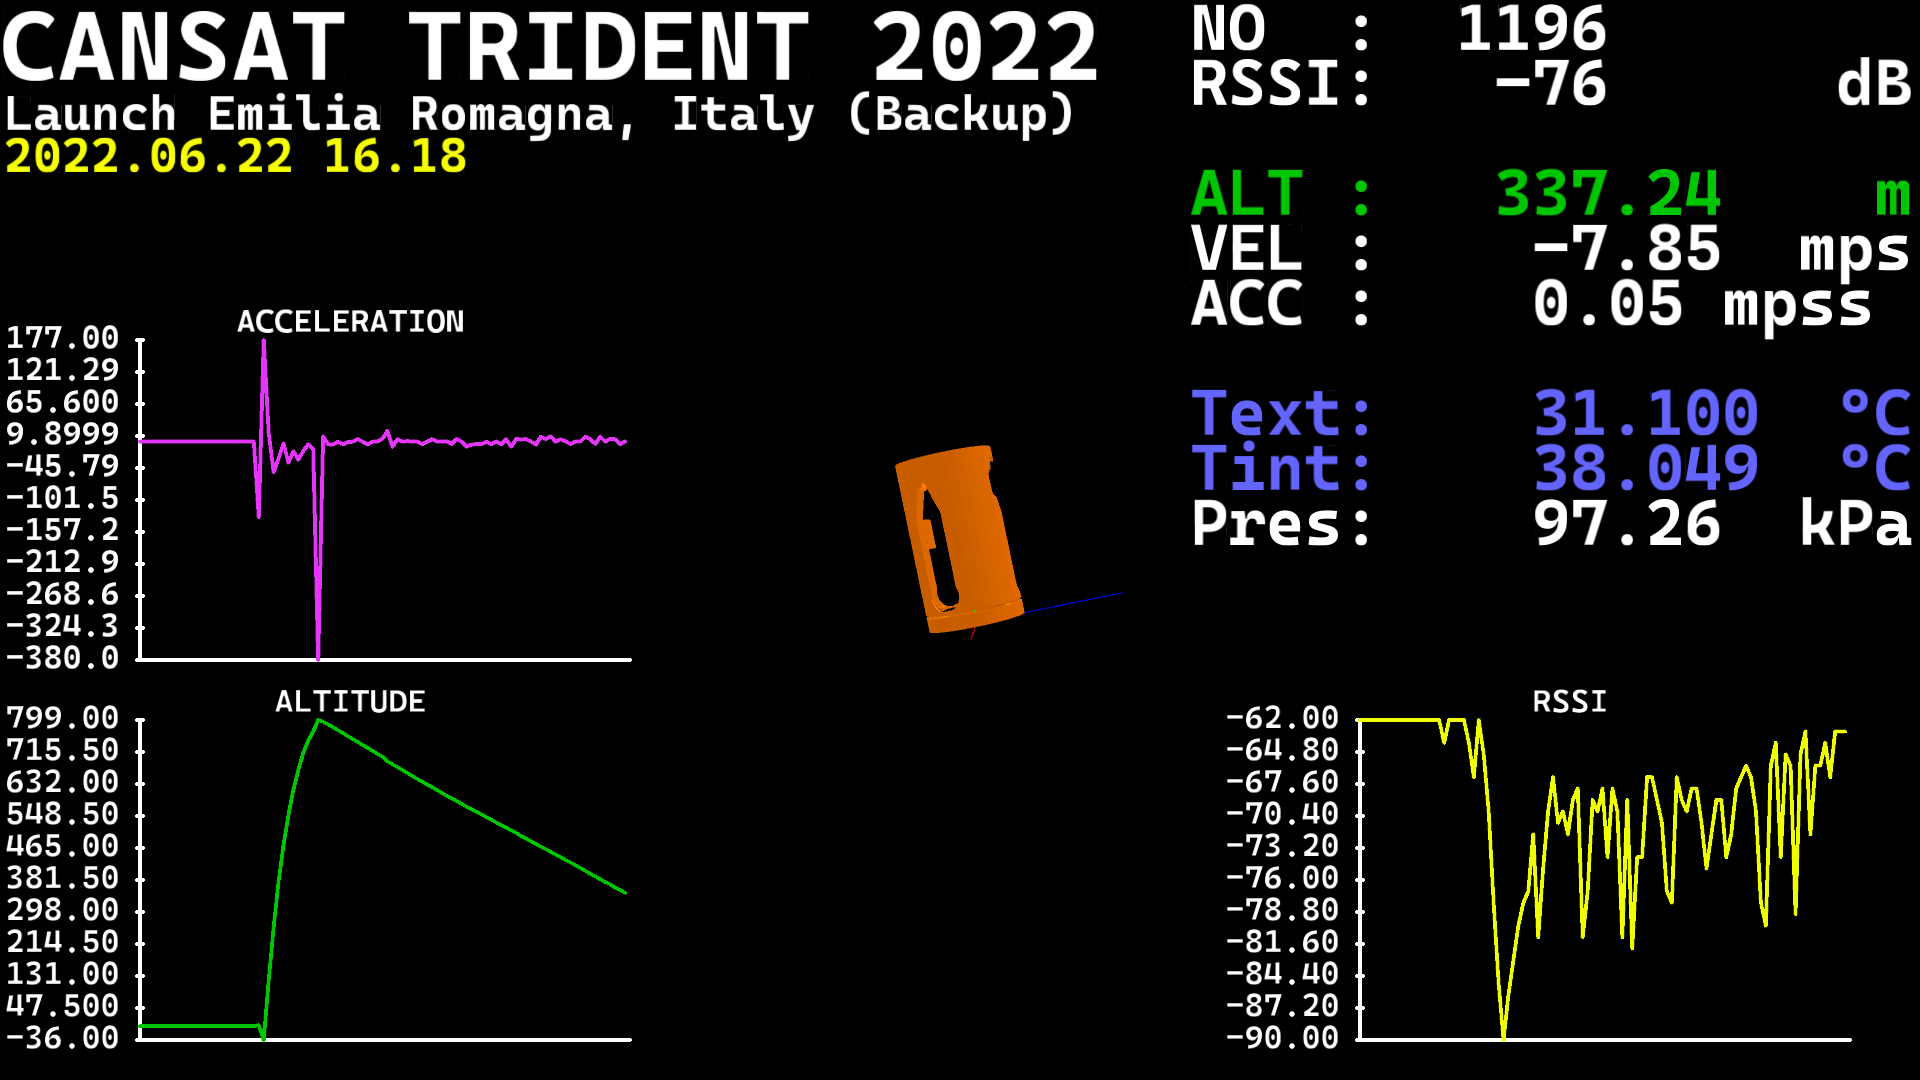 CANSAT TRIDENT 2022
Launch Emilia Romagna, Italy (Backup)
2022.06.22 16.18
NO : 1196
RSSI: -76 dB
ALT : 337.24 m
VEL : -7.85 mps
ACC : 0.05 mpss
Text: 31.100 °C
Tint: 38.049 °C
Pres: 97.26 kPa
ACCELERATION
177.00
121.29
65.600
9.8999
-45.79
-101.5
-157.2
-212.9
-268.6
-324.3
-380.0
ALTITUDE
799.00
715.50
632.00
548.50
465.00
381.50
298.00
214.50
131.00
47.500
-36.00
RSSI
-62.00
-64.80
-67.60
-70.40
-73.20
-76.00
-78.80
-81.60
-84.40
-87.20
-90.00